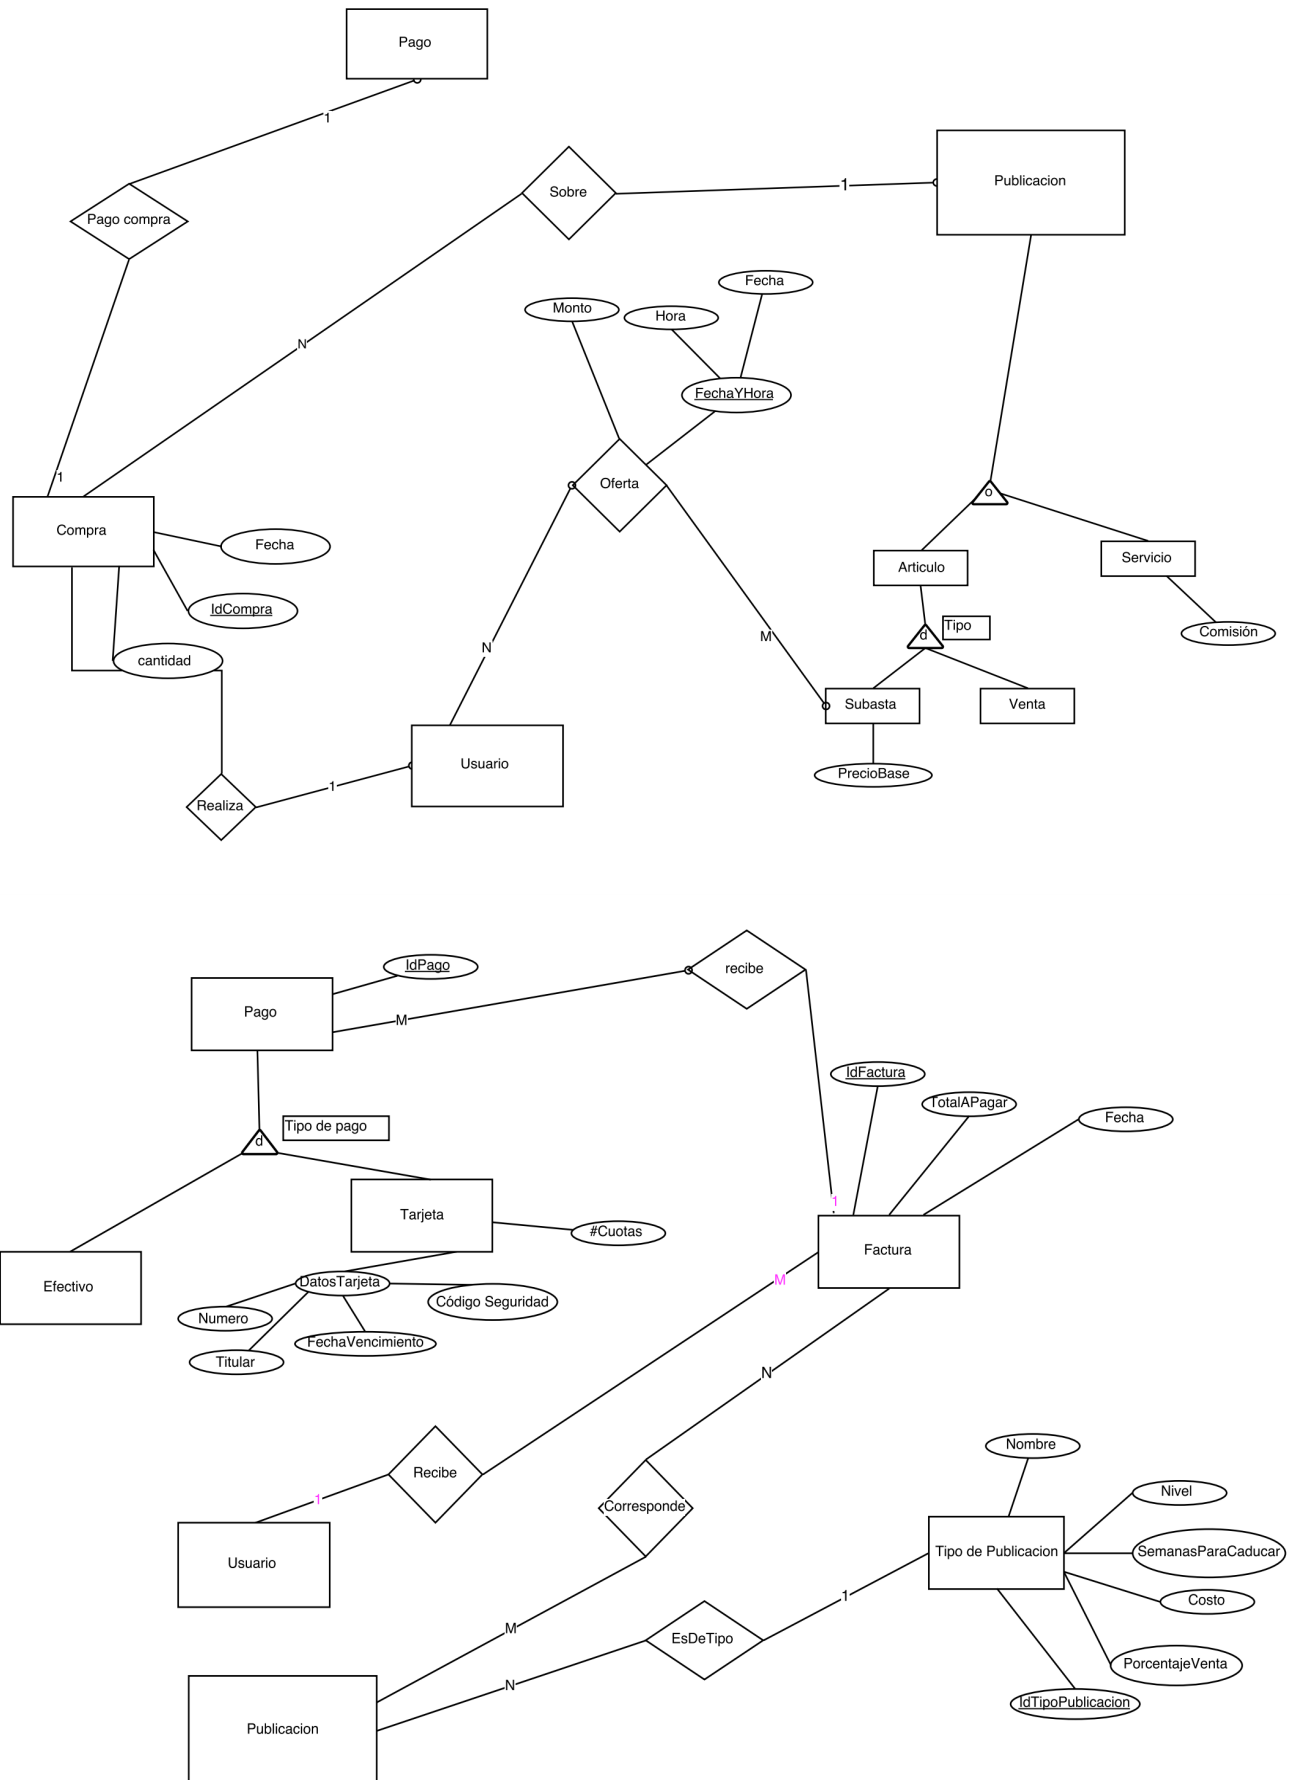 Pago
1
Pago compra
Sobre
1
Publicacion
Fecha
Monto
Hora
N
FechaYHora
1
Oferta
o
Compra
Fecha
Articulo
Servicio
IdCompra
Tipo
d
Comisión
M
N
cantidad
Subasta
Venta
Usuario
PrecioBase
1
Realiza
IdPago
recibe
Pago
M
IdFactura
TotalAPagar
Fecha
Tipo de pago
d
1
Tarjeta
#Cuotas
Factura
Efectivo
DatosTarjeta
M
Código Seguridad
Numero
FechaVencimiento
Titular
N
Nombre
Recibe
Nivel
1
Corresponde
Usuario
Tipo de Publicacion
SemanasParaCaducar
1
Costo
M
EsDeTipo
PorcentajeVenta
N
IdTipoPublicacion
Publicacion